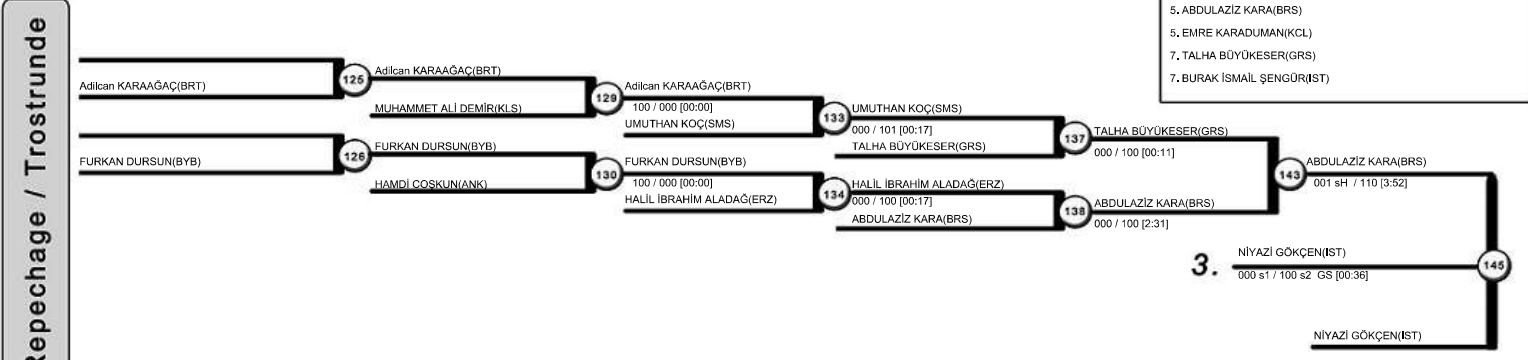 Repechage / Trostrunde
5. ABDULAZİZ KARA(BRS)
5. EMRE KARADUMAN(KCL)
7. TALHA BÜYÜKESER(GRS)
7. BURAK İSMAİL ŞENGÜR(IST)
Adilcan KARAAĞAÇ(BRT)
125
FURKAN DURSUN(BYB)
126
Adilcan KARAAĞAÇ(BRT)
MUHAMMET ALİ DEMİR(KLS)
129
FURKAN DURSUN(BYB)
HAMDİ COŞKUN(ANK)
130
Adilcan KARAAĞAÇ(BRT)
100 / 000 [00:00]
UMUTHAN KOÇ(SMS)
133
FURKAN DURSUN(BYB)
100 / 000 [00:00]
HALİL İBRAHİM ALADAĞ(ERZ)
134
UMUTHAN KOÇ(SMS)
000 / 101 [00:17]
TALHA BÜYÜKESER(GRS)
137
HALİL İBRAHİM ALADAĞ(ERZ)
000 / 100 [00:17]
ABDULAZİZ KARA(BRS)
138
TALHA BÜYÜKESER(GRS)
000 / 100 [00:11]
ABDULAZİZ KARA(BRS)
000 / 100 [2:31]
143
ABDULAZİZ KARA(BRS)
001 sH / 110 [3:52]
145
3.
NİYAZİ GÖKÇEN(IST)
000 s1 / 100 s2 GS [00:36]
NİYAZİ GÖKÇEN(IST)